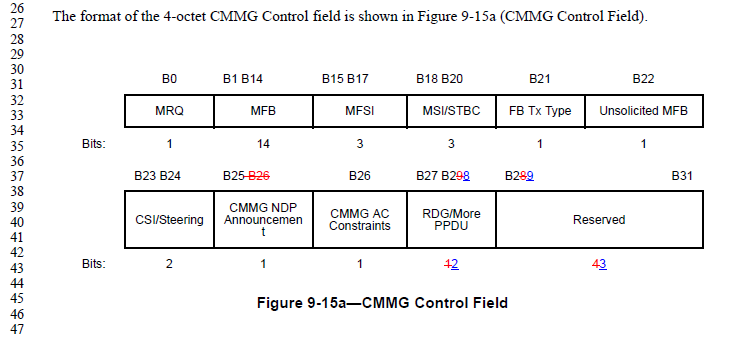 26
The format of the 4-octet CMMG Control field is shown in Figure 9-15a (CMMG Control Field).
27
28
29
30
B0 B1 B14 B15 B17 B18 B20 B21 B22
31
32
33
MRQ MFB MFSI MSI/STBC FB Tx Type Unsolicited MFB
34
35
Bits: 1 14 3 3 1 1
36
37
B23 B24 B25 B26 B26 B27 B298 B289 B31
38
39
40
CSI/Steering
CMMG NDP
Announcemen
t
CMMG AC
Constraints
RDG/More
PPDU
Reserved
41
42
43
Bits: 2 1 1 12 43
44
45
46
Figure 9-15a—CMMG Control Field
47